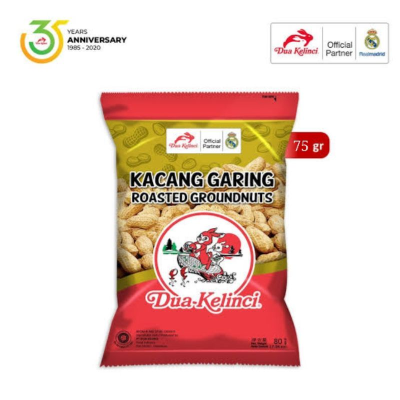 35 YEARS
ANNIVERSARY
1985 - 2020
Dua Kelinci
Official
Partner
Realmadrid
75 gr
Dua Kelinci
Official
Partner
KACANG GARING
ROASTED GROUNDNUTS
Dua-Kelinci